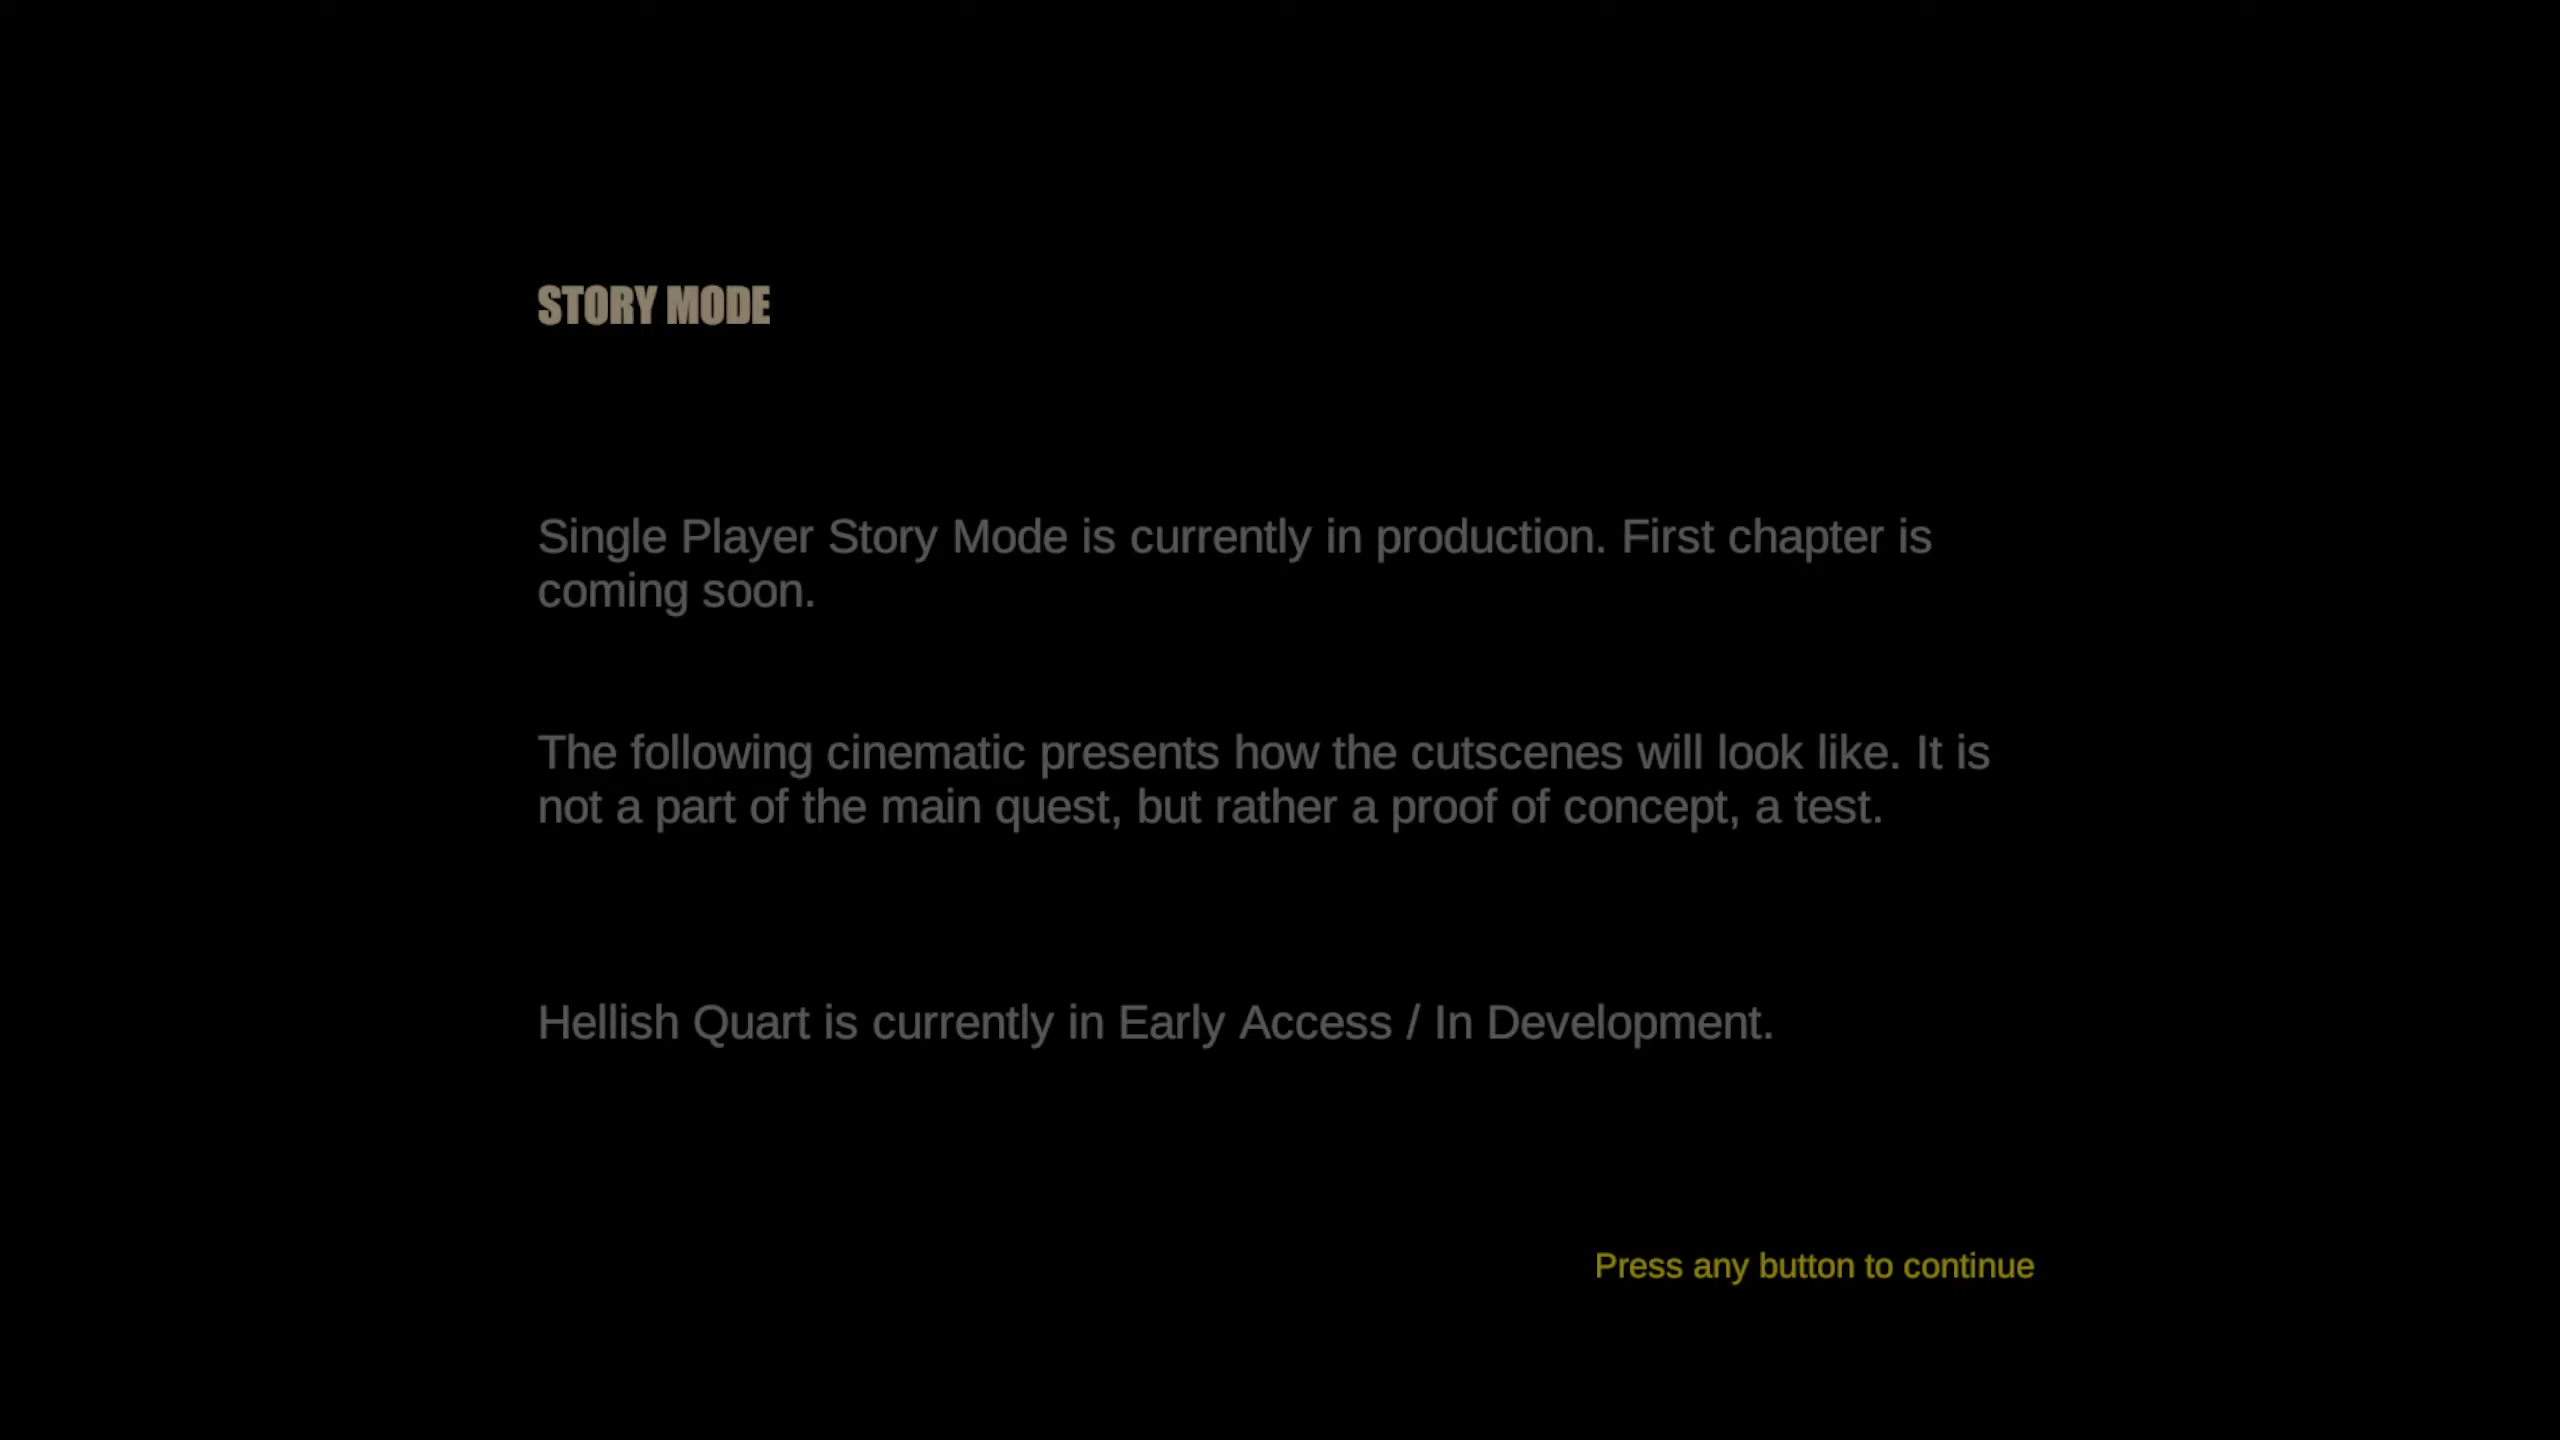 STORY MODE
Single Player Story Mode is currently in production. First chapter is
coming soon.
The following cinematic presents how the cutscenes will look like. It is
not a part of the main quest, but rather a proof of concept, a test.
Hellish Quart is currently in Early Access / In Development.
Press any button to continue